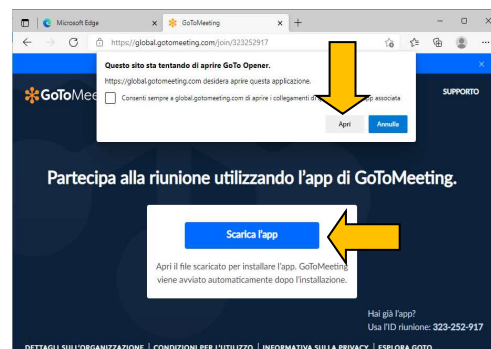 Microsoft Edge
GoToMeeting
https://global.gotomeeting.com/join/323252917
Questo sito sta tentando di aprire GoTo Opener.
https://global.gotomeeting.com desidera aprire questa applicazione.
Consenti sempre a global.gotomeeting.com di aprire i collegamenti di associata
Apri
Annulla
GoToMee
SUPPORTO
Partecipa alla riunione utilizzando l'app di GoToMeeting.
Scarica l'app
Apri il file scaricato per installare l'app. GoToMeeting
viene avviato automaticamente dopo l'installazione.
Hai già l'app?
Usa l'ID riunione: 323-252-917
DETTAGLI SULL'ORGANIZZAZIONE | CONDIZIONI PER L'UTILIZZO | INFORMATIVA SULLA PRIVACY | ESPLORA GOTO